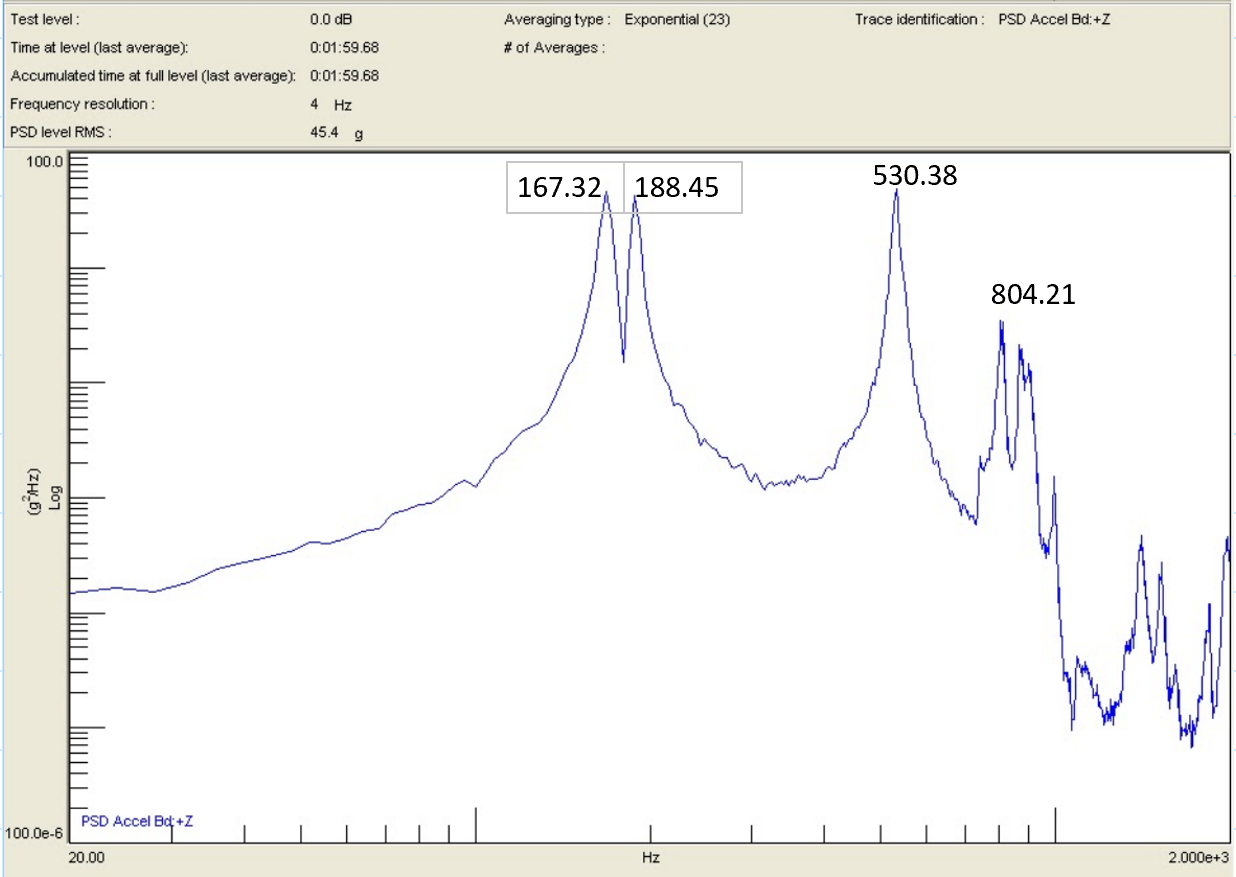 Test level : 0.0 dB Averaging type : Exponential (23) Trace identification : PSD Accel Bd:+Z
Time at level (last average): 0:01:59.68 # of Averages :
Accumulated time at full level (last average): 0:01:59.68
Frequency resolution : 4 Hz
PSD level RMS : 45.4 g
100.0
167.32 188.45 530.38
804.21
(g²/Hz)
Log
PSD Accel Bd:+Z
100.0e-6
20.00 Hz 2.000e+3